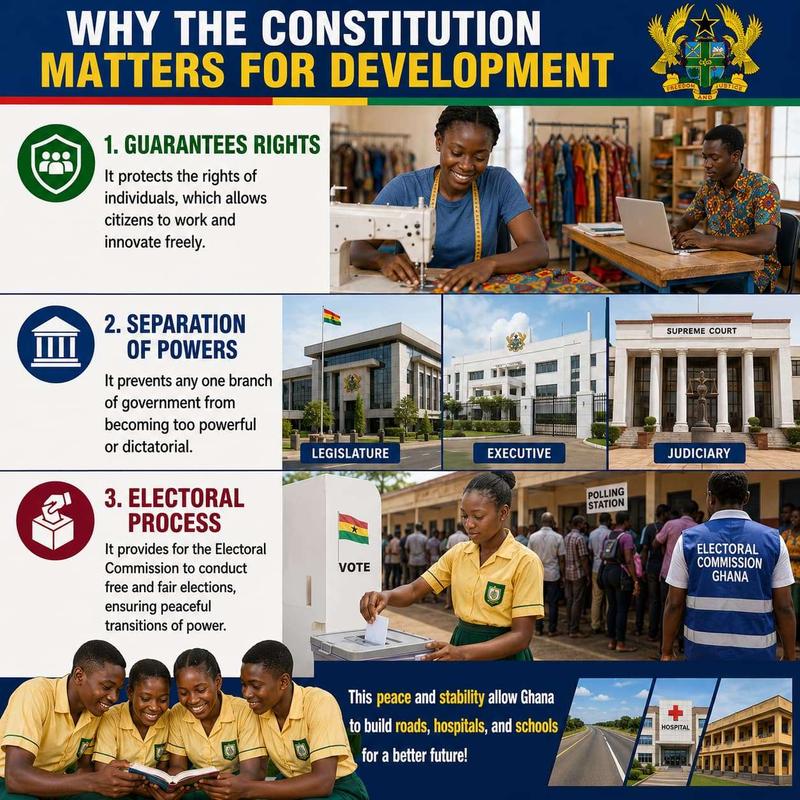 WHY THE CONSTITUTION
MATTERS FOR DEVELOPMENT
FREEDOM AND JUSTICE
1. GUARANTEES RIGHTS
It protects the rights of
individuals, which allows
citizens to work and
innovate freely.
2. SEPARATION
OF POWERS
It prevents any one branch
of government from
becoming too powerful
or dictatorial.
LEGISLATURE
EXECUTIVE
SUPREME COURT
JUDICIARY
3. ELECTORAL
PROCESS
It provides for the Electoral
Commission to conduct
free and fair elections,
ensuring peaceful
transitions of power.
VOTE
POLLING
STATION
ELECTORAL
COMMISSION
GHANA
This peace and stability allow Ghana
to build roads, hospitals, and schools
for a better future!
HOSPITAL